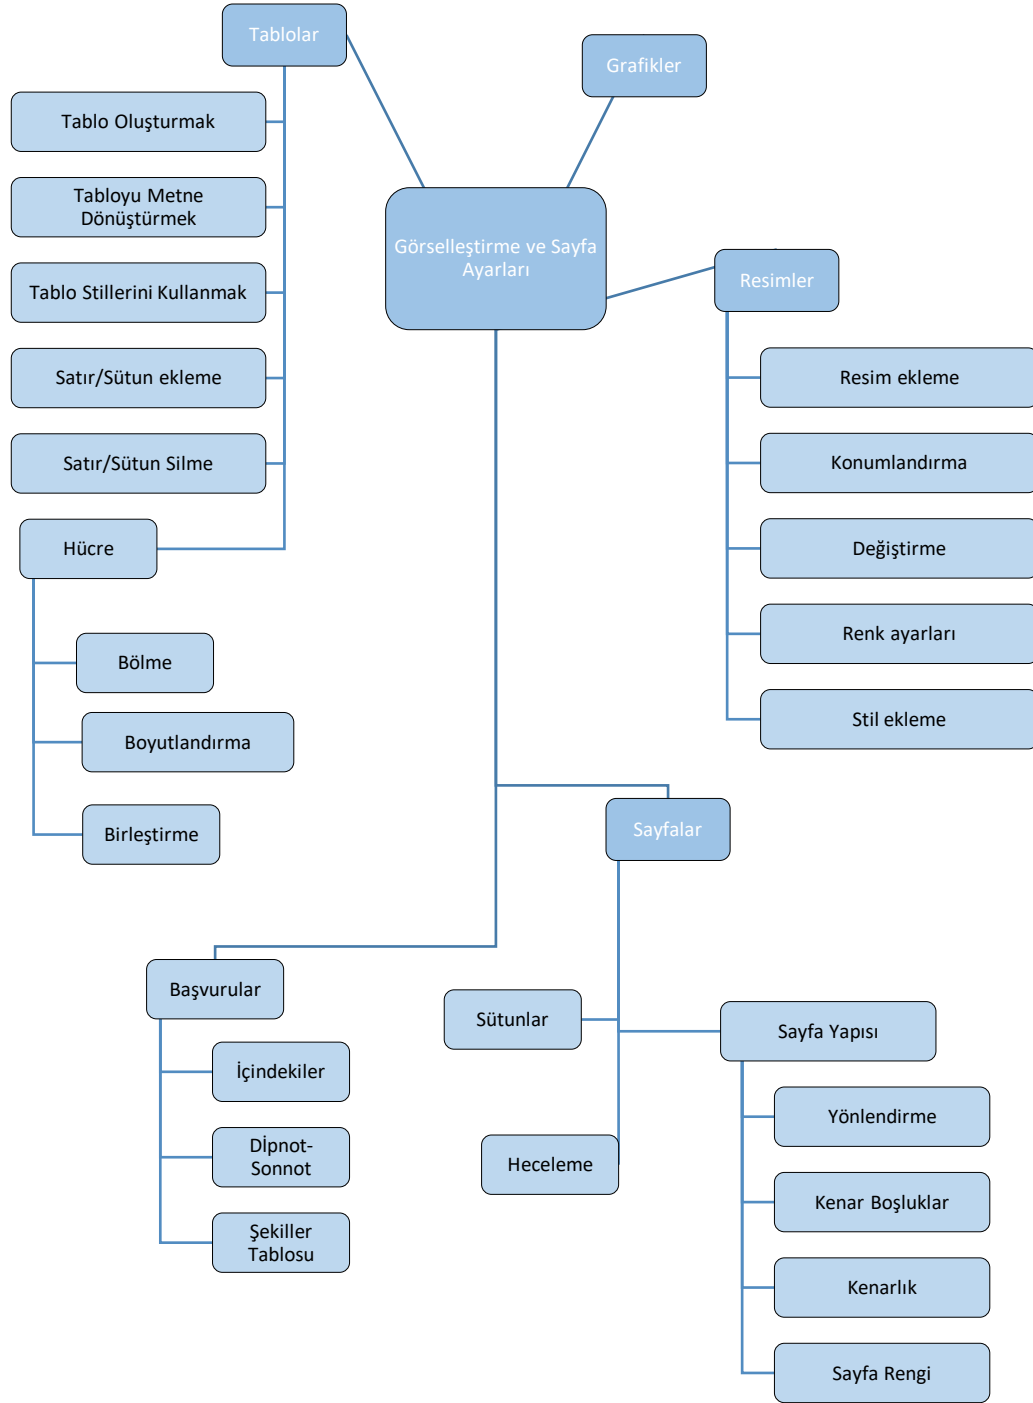 Tablolar
Grafikler
Tablo Oluşturmak
Tabloyu Metne
Dönüştürmek
Tablo Stillerini Kullanmak
Satır/Sütun ekleme
Satır/Sütun Silme
Hücre
Bölme
Boyutlandırma
Birleştirme
Görselleştirme ve Sayfa
Ayarları
Resimler
Resim ekleme
Konumlandırma
Değiştirme
Renk ayarları
Stil ekleme
Sayfalar
Başvurular
İçindekiler
Dİpnot-
Sonnot
Şekiller
Tablosu
Sütunlar
Heceleme
Sayfa Yapısı
Yönlendirme
Kenar Boşluklar
Kenarlık
Sayfa Rengi